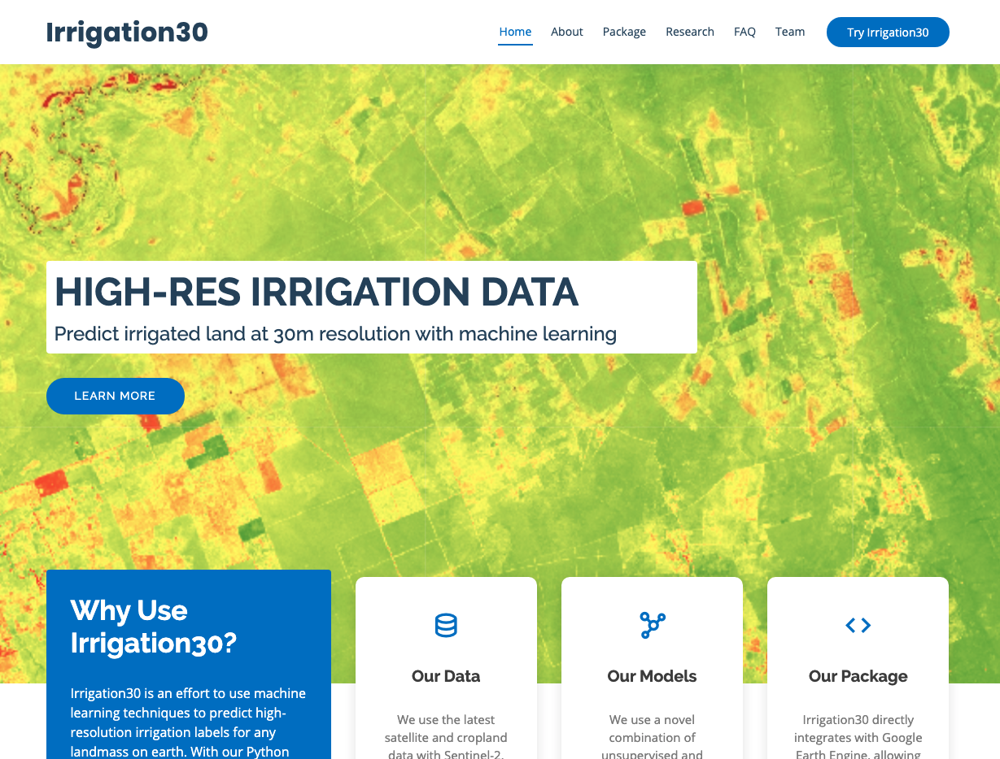 Irrigation30
Home About Package Research FAQ Team Try Irrigation30
HIGH-RES IRRIGATION DATA
Predict irrigated land at 30m resolution with machine learning
LEARN MORE
Why Use
Irrigation30?
Irrigation30 is an effort to use machine
learning techniques to predict high-
resolution irrigation labels for any
landmass on earth. With our Python
Our Data
We use the latest
satellite and cropland
data with Sentinel-2,
Our Models
We use a novel
combination of
unsupervised and
Our Package
Irrigation30 directly
integrates with Google
Earth Engine, allowing